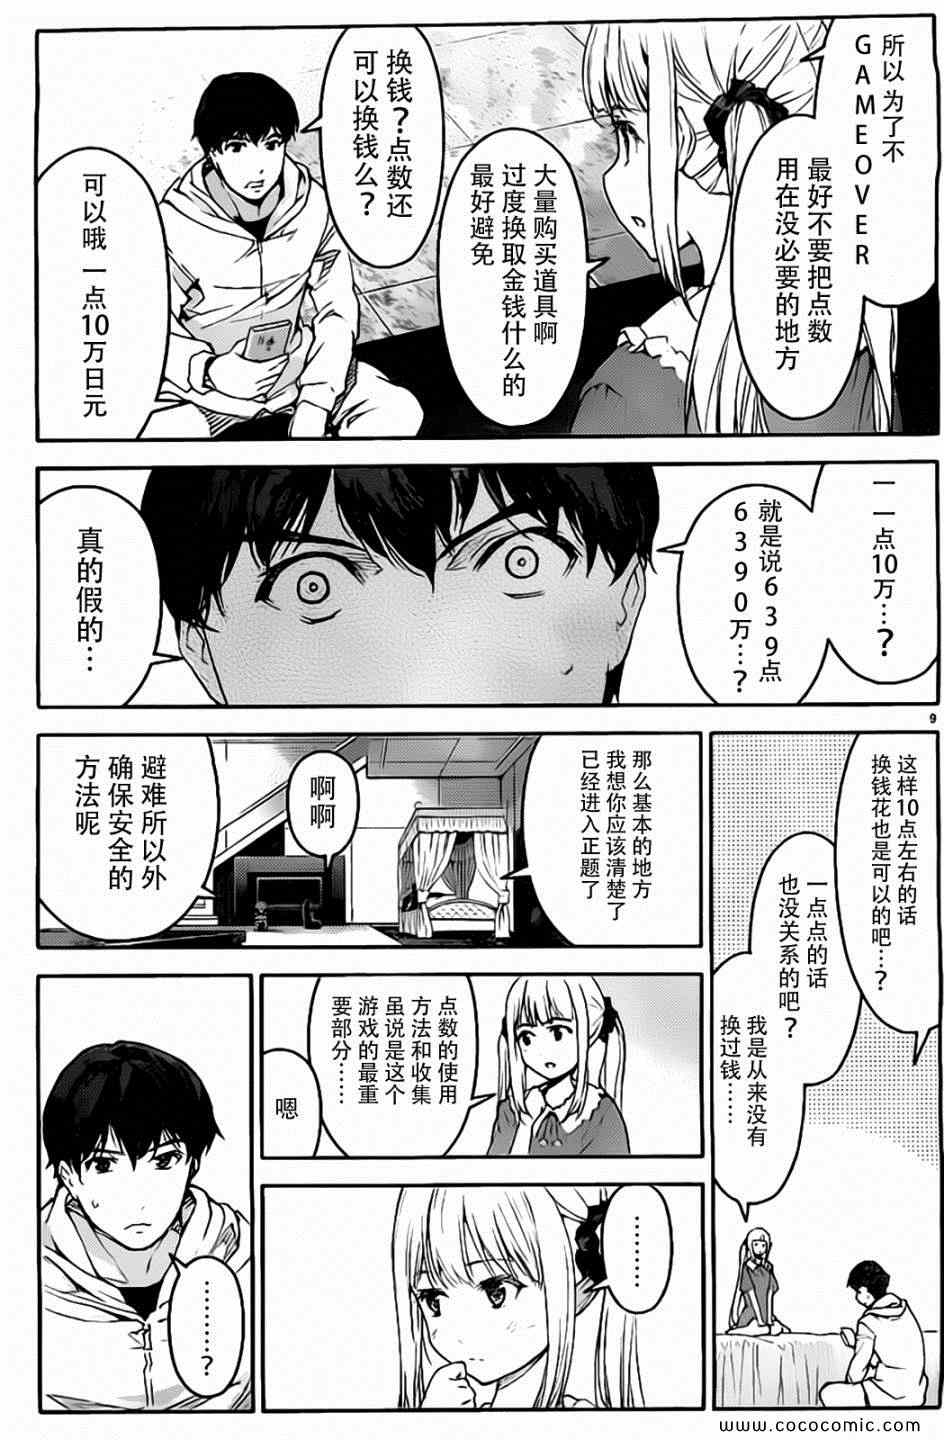 所以为了不
GAMEOVER
最好不要把点数
用在没必要的地方
大量购买道具啊
过度换取金钱什么的
最好避免
换钱？点数还
可以换钱么？
可以哦 一点10万日元
一一点10万…？
就是说639点
6390万…？
真的假的…
9
这样10点左右的话
换钱花也是可以的吧…？
一点点的话
也没关系的吧？
我是从来没有
换过钱……
那么基本的地方
我想你应该清楚了
已经进入正题了
啊啊
避难所以外
确保安全的
方法呢
点数的使用
方法和收集
虽说是这个
游戏的最重
要部分……
嗯
……
……？
www.cococomic.com